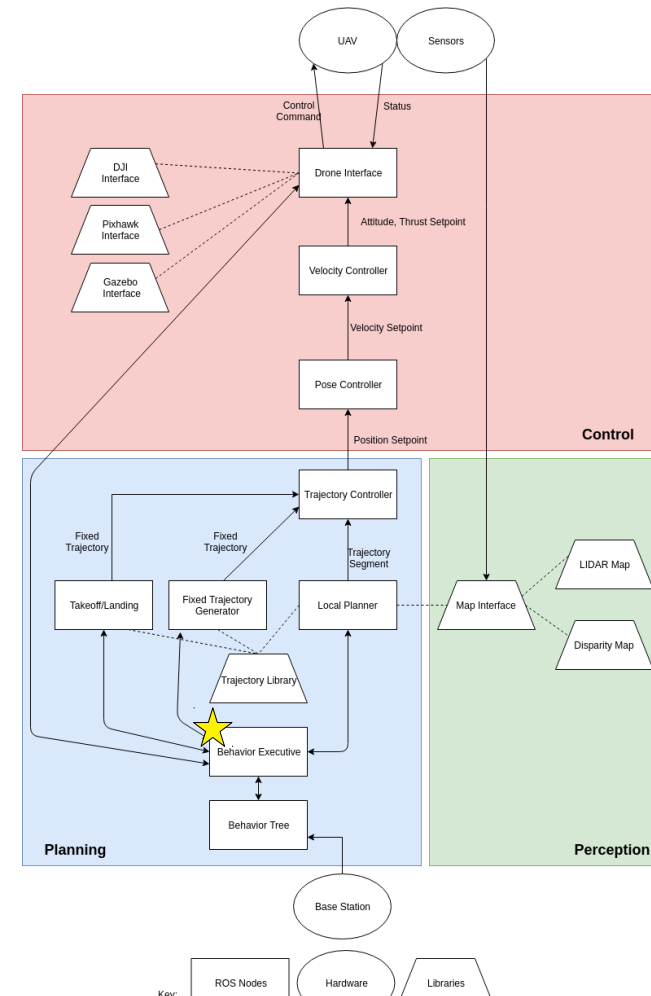 UAV
Sensors
Control
Command
Status
DJI
Interface
Drone Interface
Pixhawk
Interface
Attitude, Thrust Setpoint
Velocity Controller
Gazebo
Interface
Velocity Setpoint
Pose Controller
Control
Position Setpoint
Trajectory Controller
Fixed
Trajectory
Fixed
Trajectory
Trajectory
Segment
LIDAR Map
Takeoff/Landing
Fixed Trajectory
Generator
Local Planner
Map Interface
Disparity Map
Trajectory Library
Behavior Executive
Behavior Tree
Planning
Perception
Base Station
Key:
ROS Nodes
Hardware
Libraries